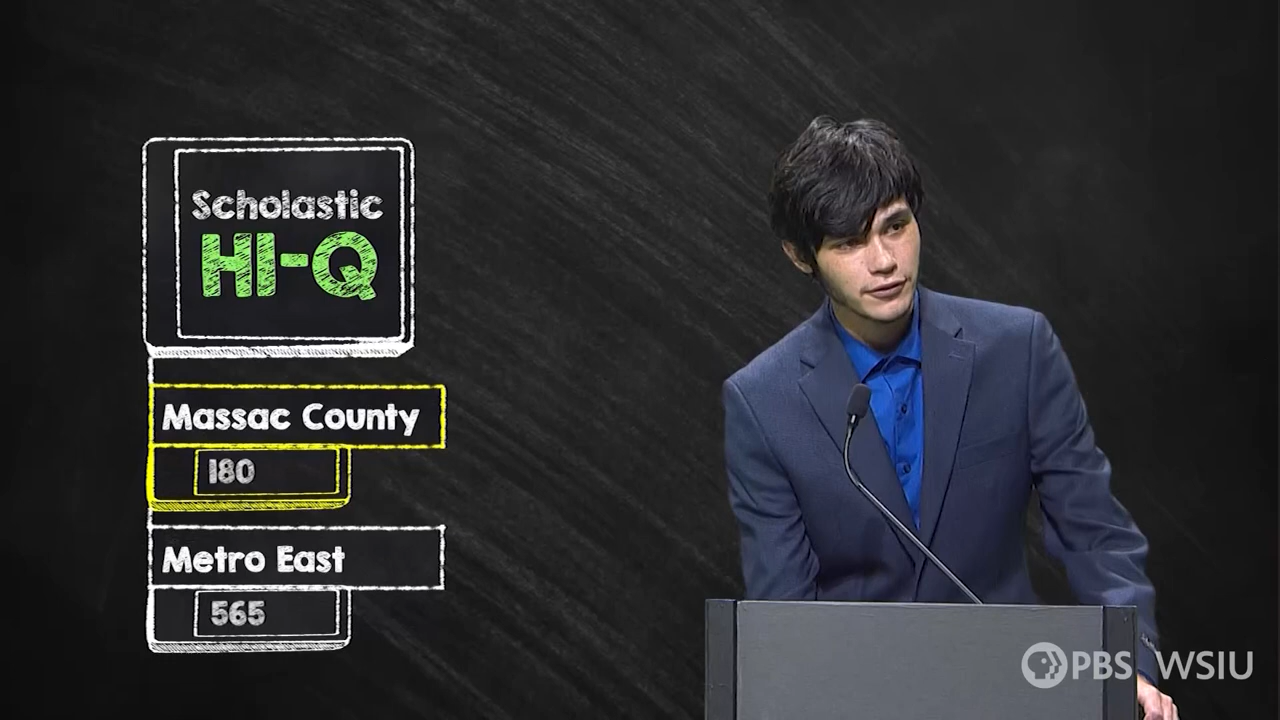 Scholastic
HI-Q
Massac County
180
Metro East
565
PBS WSIU